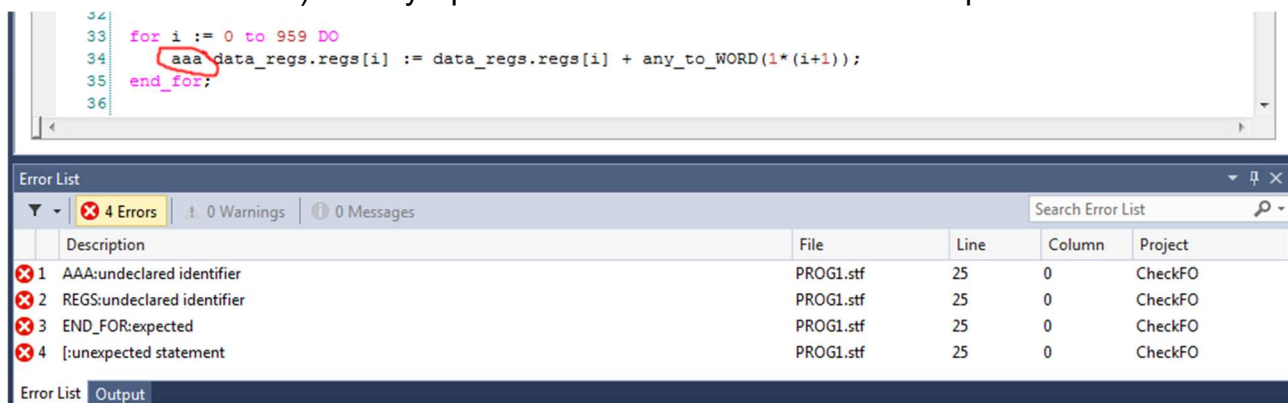 33 for i := 0 to 959 DO
34 aaa data_regs.regs[i] := data_regs.regs[i] + any_to_WORD(1*(i+1));
35 end_for;
36
Error List
4 Errors 0 Warnings 0 Messages Search Error List
Description File Line Column Project
1 AAA:undeclared identifier PROG1.stf 25 0 CheckFO
2 REGS:undeclared identifier PROG1.stf 25 0 CheckFO
3 END_FOR:expected PROG1.stf 25 0 CheckFO
4 [:unexpected statement PROG1.stf 25 0 CheckFO
Error List Output